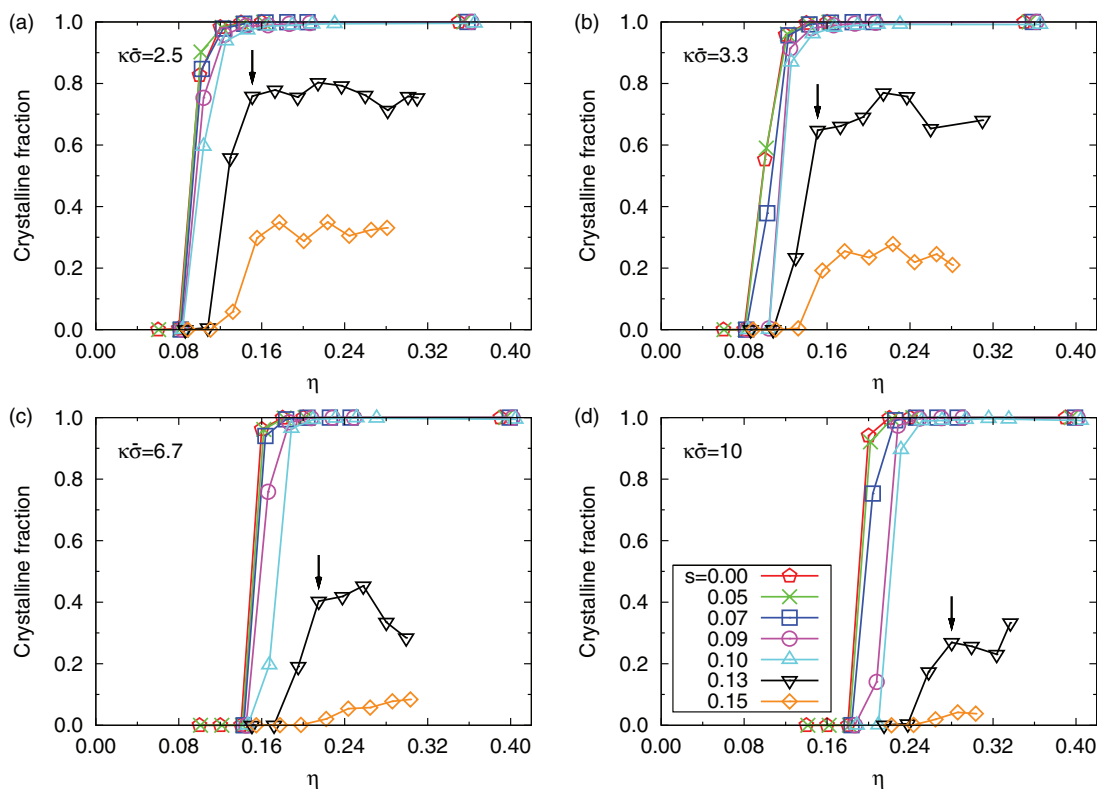 (a)
κσ̄=2.5
Crystalline fraction
1.0
0.8
0.6
0.4
0.2
0.0
0.00 0.08 0.16 0.24 0.32 0.40
η
(b)
κσ̄=3.3
Crystalline fraction
1.0
0.8
0.6
0.4
0.2
0.0
0.00 0.08 0.16 0.24 0.32 0.40
η
(c)
κσ̄=6.7
Crystalline fraction
1.0
0.8
0.6
0.4
0.2
0.0
0.00 0.08 0.16 0.24 0.32 0.40
η
(d)
κσ̄=10
Crystalline fraction
1.0
0.8
0.6
0.4
0.2
0.0
s=0.00
0.05
0.07
0.09
0.10
0.13
0.15
0.00 0.08 0.16 0.24 0.32 0.40
η